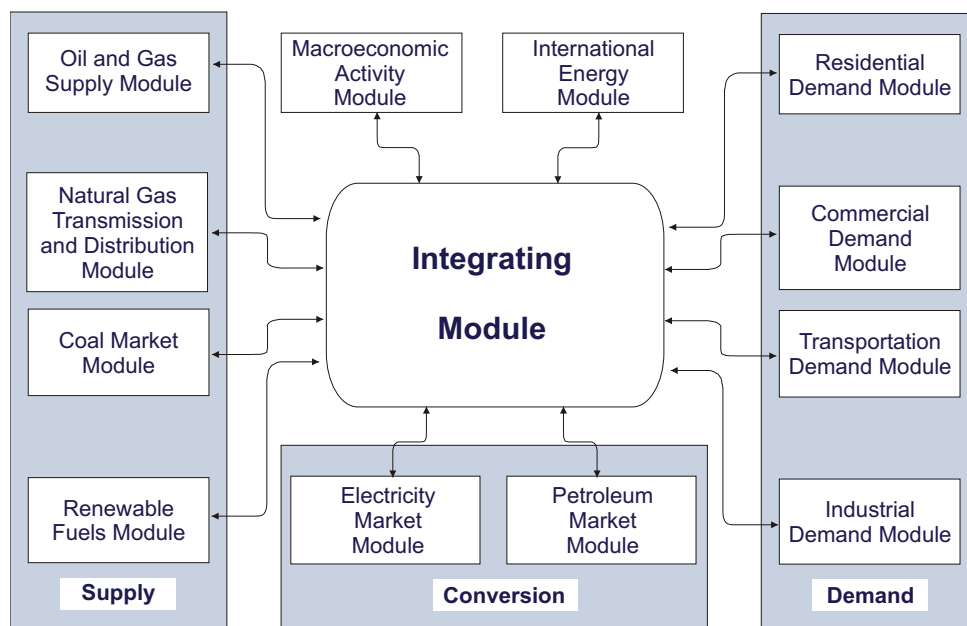 Oil and Gas
Supply Module
Macroeconomic
Activity
Module
International
Energy
Module
Residential
Demand Module
Natural Gas
Transmission
and Distribution
Module
Commercial
Demand
Module
Integrating
Module
Coal Market
Module
Transportation
Demand Module
Renewable
Fuels Module
Electricity
Market
Module
Petroleum
Market
Module
Industrial
Demand Module
Supply
Conversion
Demand